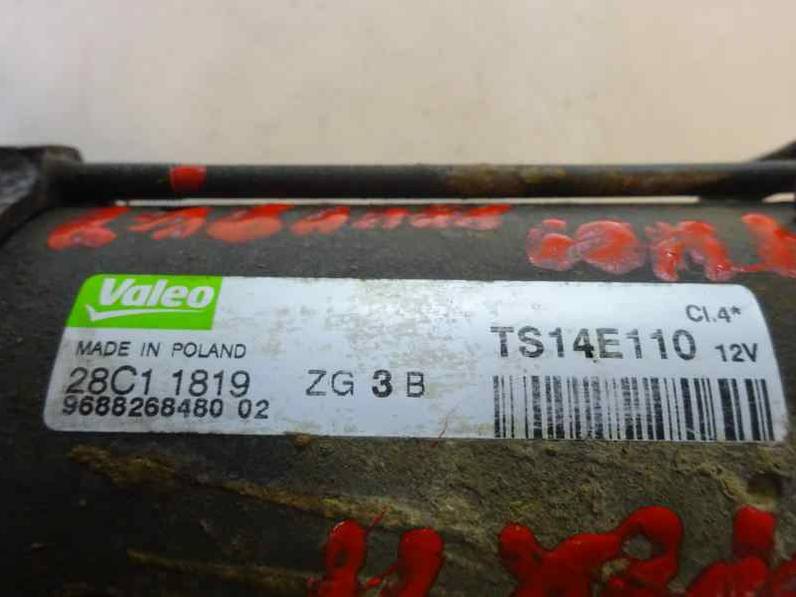 Valeo
MADE IN POLAND
28C1 1819
9688268480 02
ZG 3 B
Cl.4*
TS14E110 12V